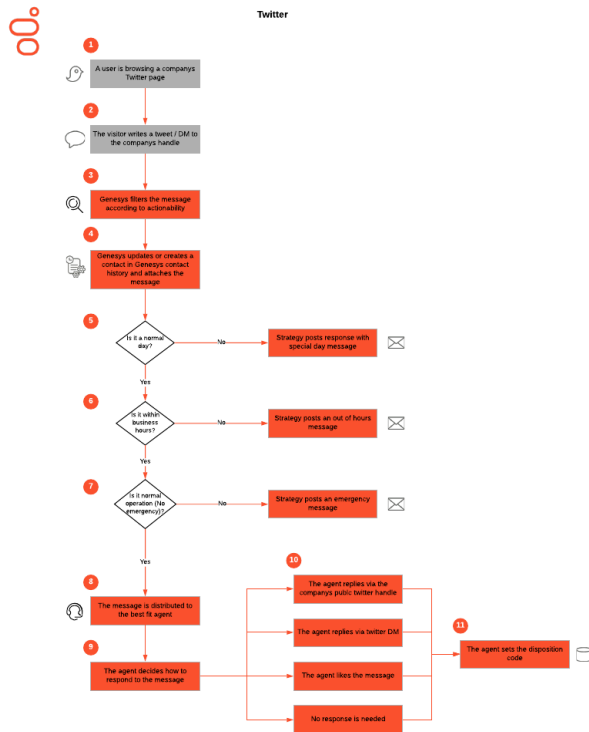 Twitter
1
A user is browsing a companys
Twitter page
2
The visitor writes a tweet / DM to
the companys handle
3
Genesys filters the message
according to actionability
4
Genesys updates or creates a
contact in Genesys contact
history and attaches the
message
5
Is it a normal
day?
No
Strategy posts response with
special day message
Yes
6
Is it within
business
hours?
No
Strategy posts an out of hours
message
Yes
7
Is it normal
operation (No
emergency)?
No
Strategy posts an emergency
message
Yes
8
The message is distributed to
the best fit agent
9
The agent decides how to
respond to the message
10
The agent replies via the
companys public twitter handle
The agent replies via twitter DM
The agent likes the message
No response is needed
11
The agent sets the disposition
code